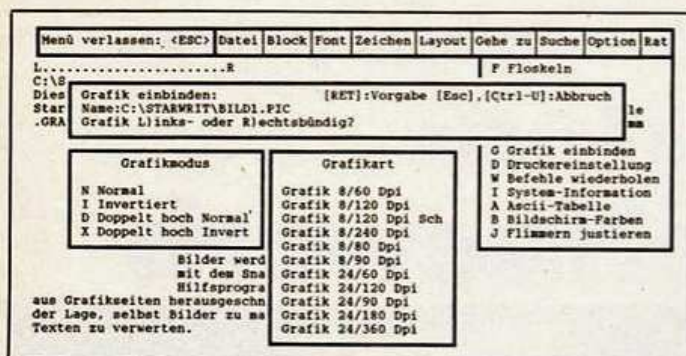 Menü verlassen: <ESC> Datei Block Font Zeichen Layout Gehe zu Suche Option Rat
L.......................R
F Floskeln
C:\S
Dies
Star
.GRA
Grafik einbinden: [RET]:Vorgabe [Esc],[Ctrl-U]:Abbruch
Name:C:\STARWRIT\BILD1.PIC
Grafik L)inks- oder R)echtsbündig?
le
mm
Grafikmodus
N Normal
I Invertiert
D Doppelt hoch Normal
X Doppelt hoch Invert
Grafikart
Grafik 8/60 Dpi
Grafik 8/120 Dpi
Grafik 8/120 Dpi Sch
Grafik 8/240 Dpi
Grafik 8/80 Dpi
Grafik 8/90 Dpi
Grafik 24/60 Dpi
Grafik 24/120 Dpi
Grafik 24/90 Dpi
Grafik 24/180 Dpi
Grafik 24/360 Dpi
G Grafik einbinden
D Druckereinstellung
W Befehle wiederholen
I System-Information
A Ascii-Tabelle
B Bildschirm-Farben
J Flimmern justieren
Bilder werd
mit dem Sna
Hilfsprogra
aus Grafikseiten herausgeschn
der Lage, selbst Bilder zu ma
Texten zu verwerten.